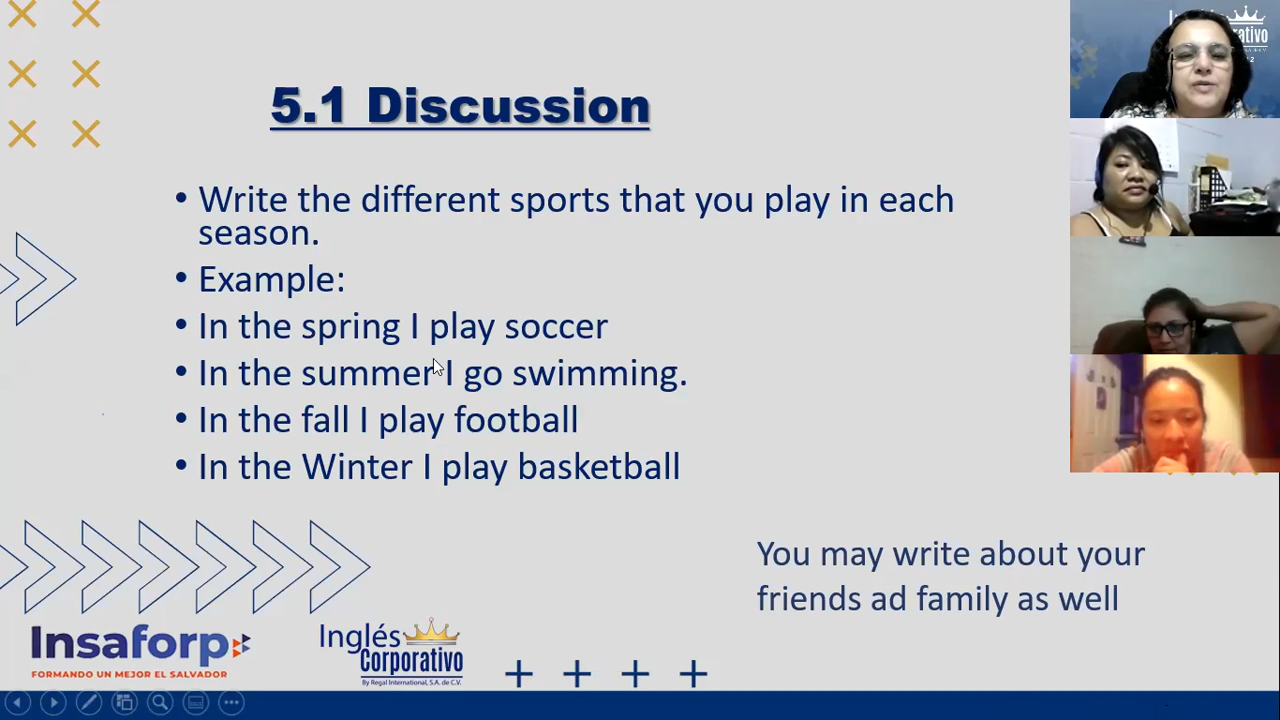 5.1 Discussion
• Write the different sports that you play in each
season.
• Example:
• In the spring I play soccer
• In the summer I go swimming.
• In the fall I play football
• In the Winter I play basketball
You may write about your
friends ad family as well
Insaforp
FORMANDO UN MEJOR EL SALVADOR
Inglés
Corporativo
By Regal International, S.A. de C.V.